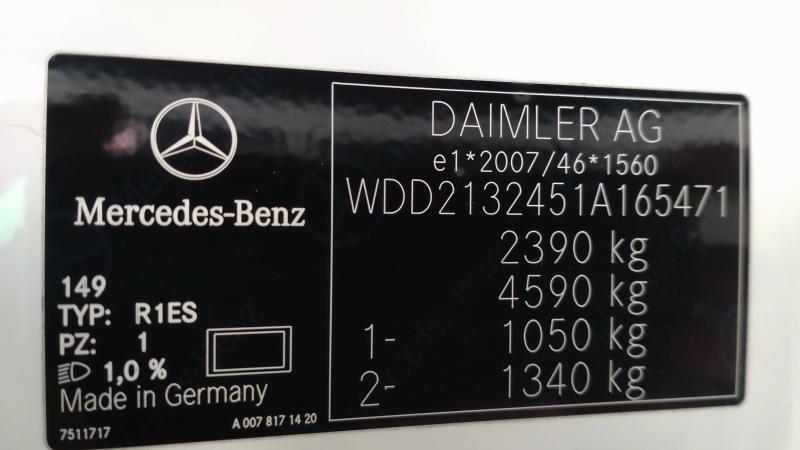 Mercedes-Benz
149
TYP: R1ES
PZ: 1
1,0 %
Made in Germany
7511717
A 007 817 14 20
DAIMLER AG
e1*2007/46*1560
WDD2132451A165471
2390 kg
4590 kg
1- 1050 kg
2- 1340 kg